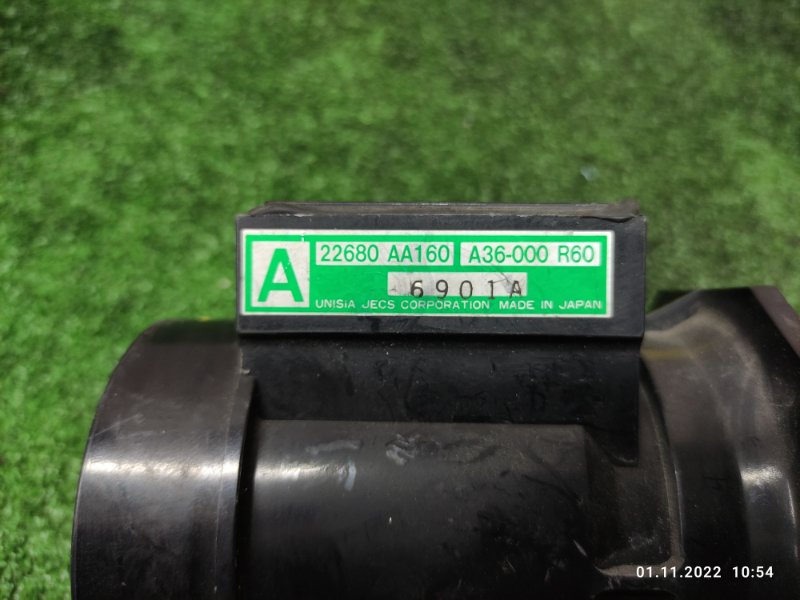 A
22680 AA160 A36-000 R60
6901A
UNISIA JECS CORPORATION MADE IN JAPAN
01.11.2022 10:54